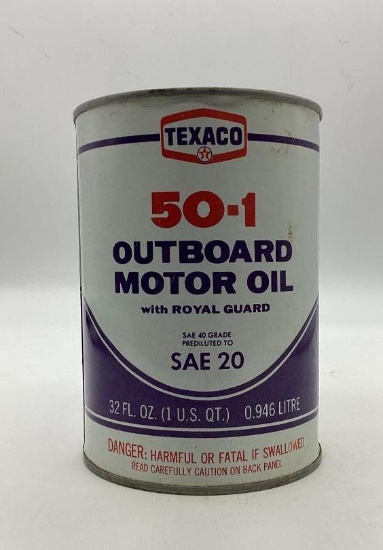 TEXACO
50-1
OUTBOARD
MOTOR OIL
with ROYAL GUARD
SAE 40 GRADE
PREDILUTED TO
SAE 20
32 FL. OZ. (1 U.S. QT.) 0.946 LITRE
DANGER: HARMFUL OR FATAL IF SWALLOWED
READ CAREFULLY CAUTION ON BACK PANEL